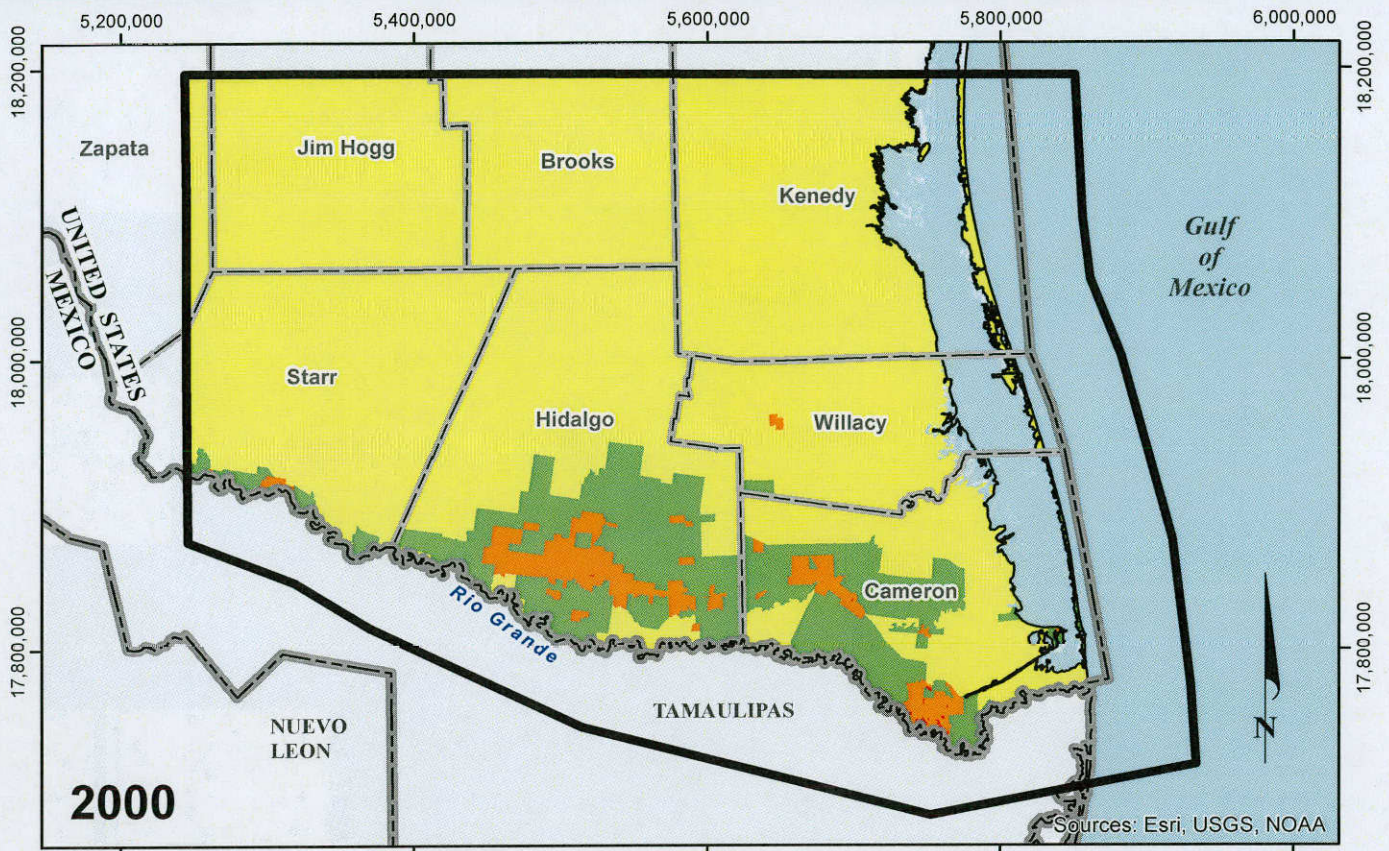 5,200,000 5,400,000 5,600,000 5,800,000 6,000,000
18,200,000
18,200,000
Zapata
Jim Hogg
Brooks
Kenedy
Gulf
of
Mexico
UNITED STATES
MEXICO
18,000,000
18,000,000
Starr
Hidalgo
Willacy
Cameron
Rio Grande
17,800,000
17,800,000
TAMAULIPAS
NUEVO
LEON
N
2000
Sources: Esri, USGS, NOAA